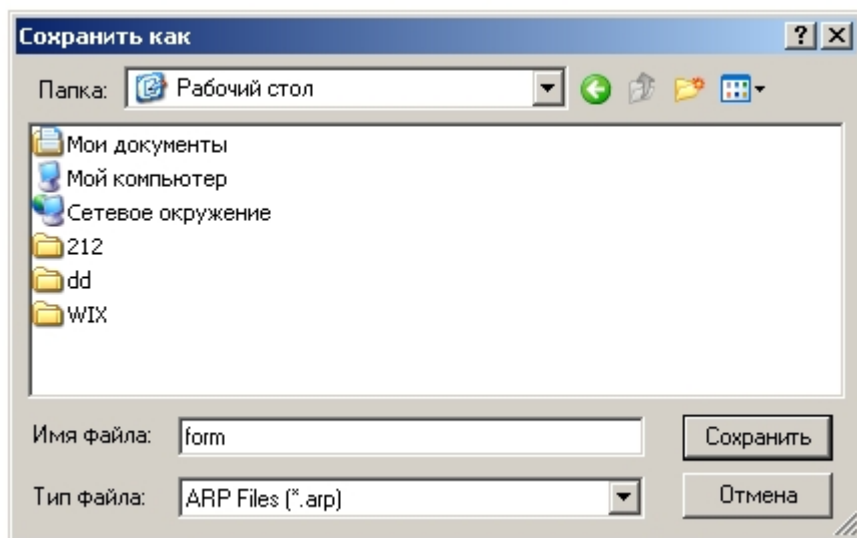 Сохранить как
Папка: Рабочий стол
Мои документы
Мой компьютер
Сетевое окружение
212
dd
WIX
Имя файла: form Сохранить
Тип файла: ARP Files (*.arp) Отмена